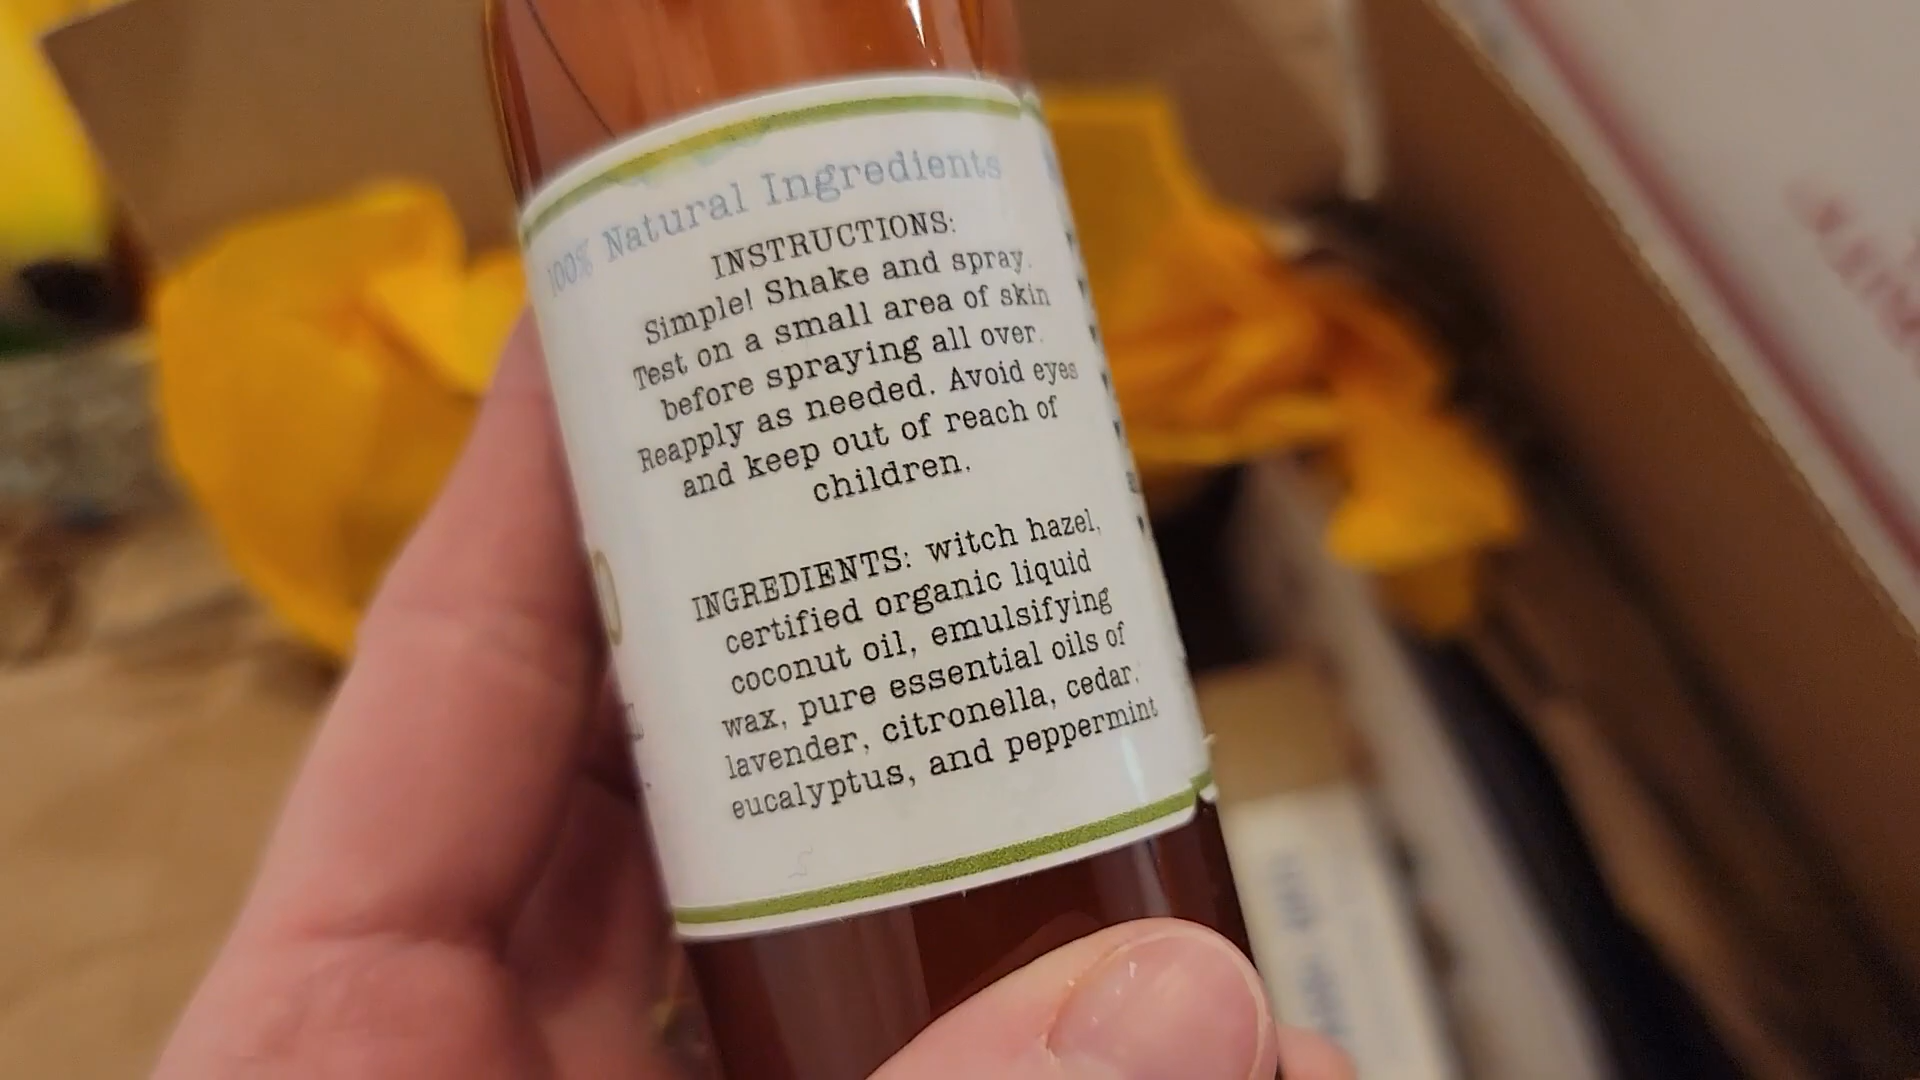 100% Natural Ingredients
INSTRUCTIONS:
Simple! Shake and spray.
Test on a small area of skin
before spraying all over.
Reapply as needed. Avoid eyes
and keep out of reach of
children.
INGREDIENTS: witch hazel,
certified organic liquid
coconut oil, emulsifying
wax, pure essential oils of
lavender, citronella, cedar,
eucalyptus, and peppermint